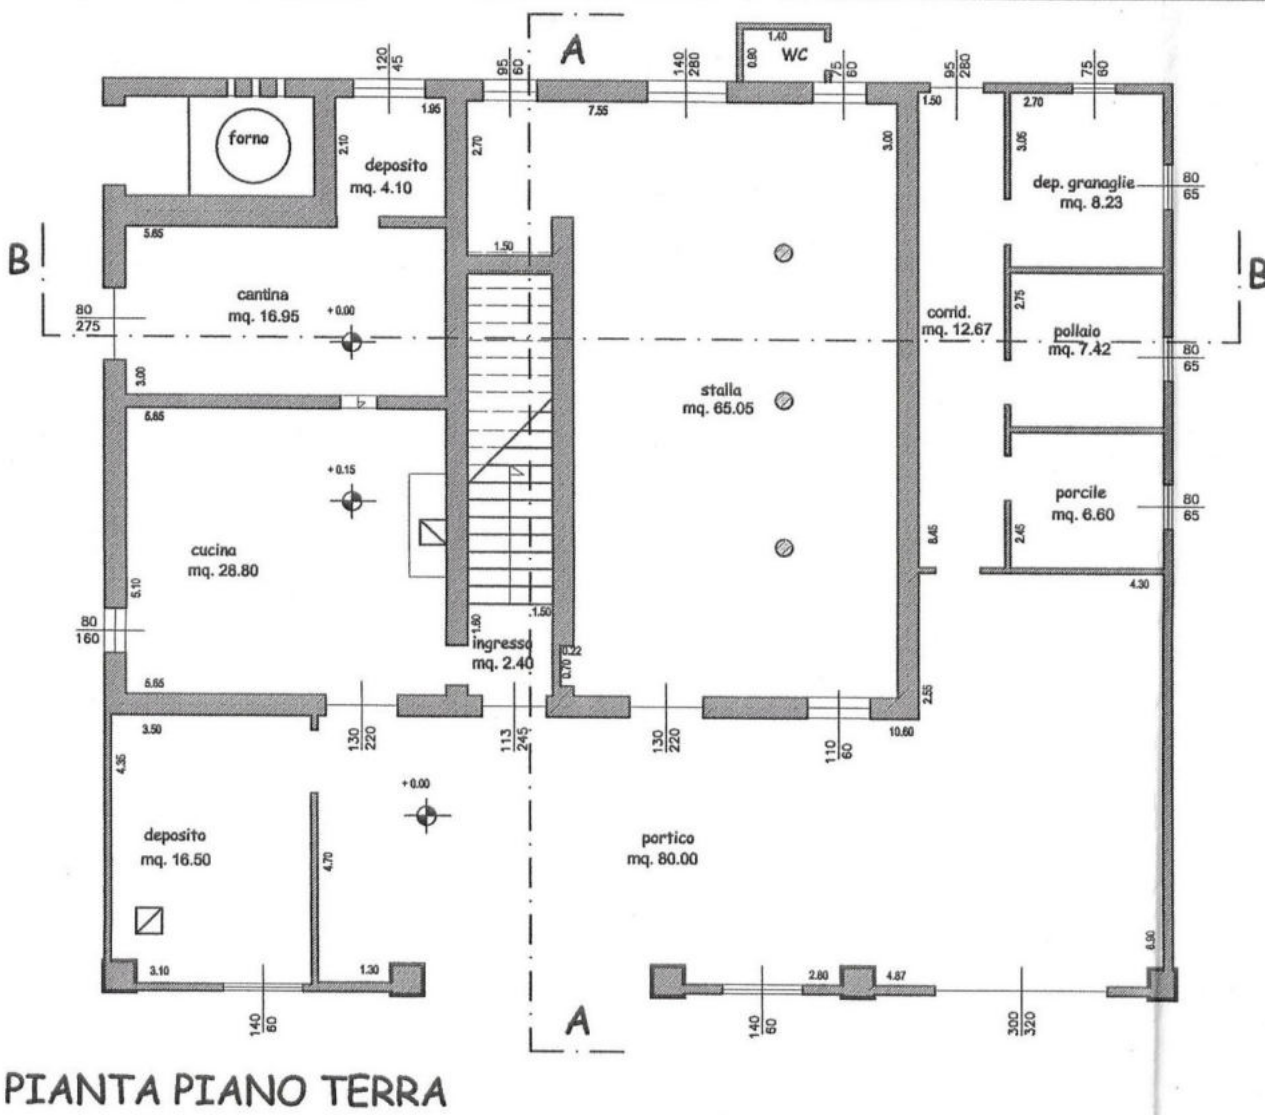 A
1.40
WC
0.90
120
45
95
60
140
280
75
60
95
280
75
60
1.95
7.55
1.50
2.70
forno
2.10
deposito
mq. 4.10
2.70
3.00
3.05
dep. granaglie
mq. 8.23
80
65
B
5.65
1.50
B
cantina
mq. 16.95
+0.00
80
275
corrid.
mq. 12.67
2.75
pollaio
mq. 7.42
80
65
3.00
5.65
stalla
mq. 65.05
+0.15
porcile
mq. 6.60
80
65
cucina
mq. 28.80
8.45
2.45
5.10
4.30
80
160
1.60
1.50
ingresso
mq. 2.40
0.22
0.70
5.65
2.55
3.50
10.60
4.35
130
220
113
245
130
220
110
60
+0.00
deposito
mq. 16.50
4.70
portico
mq. 80.00
6.90
3.10
1.30
2.80
4.87
140
60
A
140
60
300
320
PIANTA PIANO TERRA